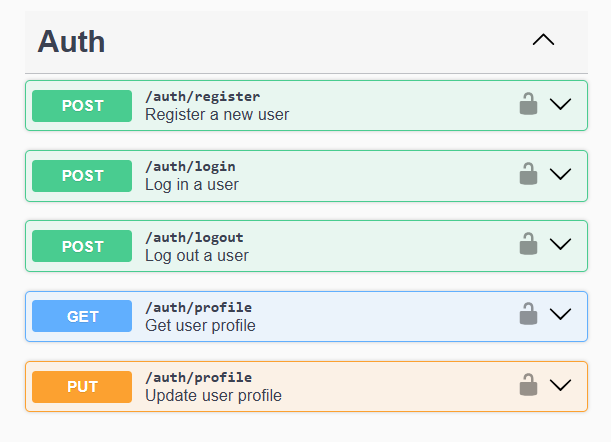 Auth
POST
/auth/register
Register a new user
POST
/auth/login
Log in a user
POST
/auth/logout
Log out a user
GET
/auth/profile
Get user profile
PUT
/auth/profile
Update user profile